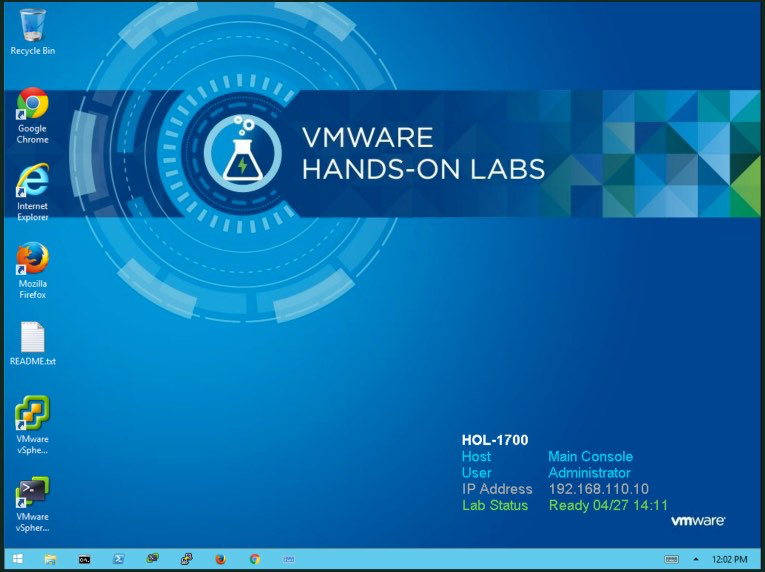 Recycle Bin
Google
Chrome
Internet
Explorer
Mozilla
Firefox
README.txt
VMware
vSphe...
VMware
vSpher...
VMWARE
HANDS-ON LABS
HOL-1700
Host Main Console
User Administrator
IP Address 192.168.110.10
Lab Status Ready 04/27 14:11
vmware
12:02 PM